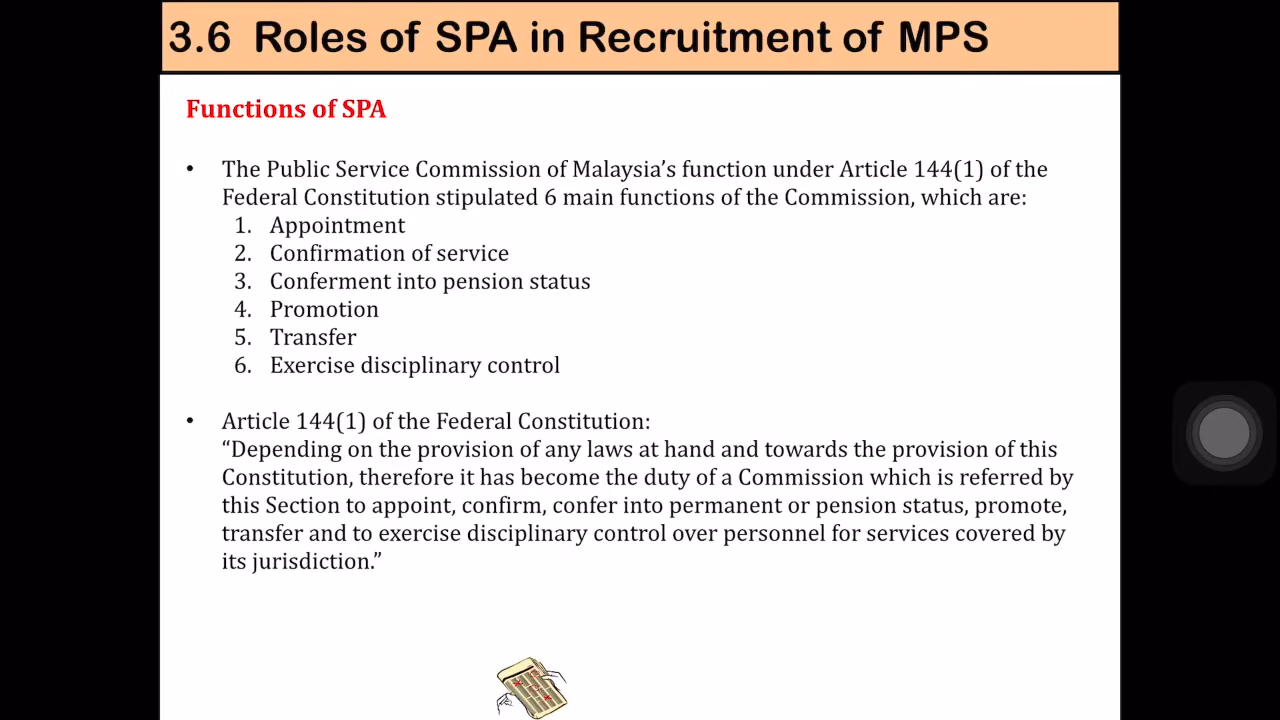 3.6 Roles of SPA in Recruitment of MPS
Functions of SPA
• The Public Service Commission of Malaysia’s function under Article 144(1) of the
Federal Constitution stipulated 6 main functions of the Commission, which are:
1. Appointment
2. Confirmation of service
3. Conferment into pension status
4. Promotion
5. Transfer
6. Exercise disciplinary control
• Article 144(1) of the Federal Constitution:
“Depending on the provision of any laws at hand and towards the provision of this
Constitution, therefore it has become the duty of a Commission which is referred by
this Section to appoint, confirm, confer into permanent or pension status, promote,
transfer and to exercise disciplinary control over personnel for services covered by
its jurisdiction.”